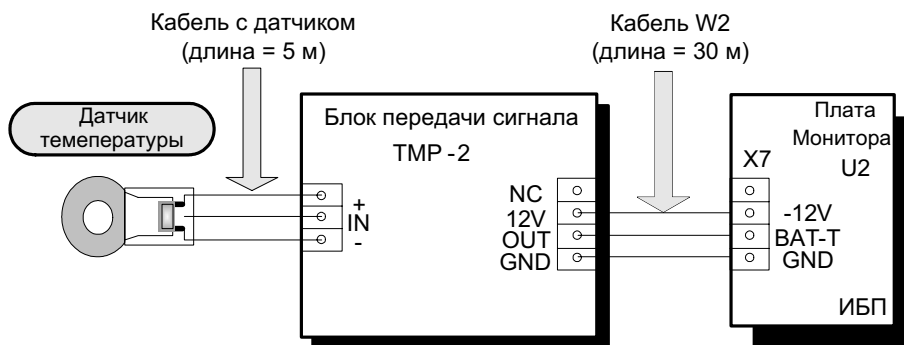 Кабель с датчиком
(длина = 5 м)
Кабель W2
(длина = 30 м)
Датчик
темепературы
Блок передачи сигнала
TMP-2
+
IN
-
NC
12V
OUT
GND
Плата
Монитора
U2
X7
-12V
BAT-T
GND
ИБП